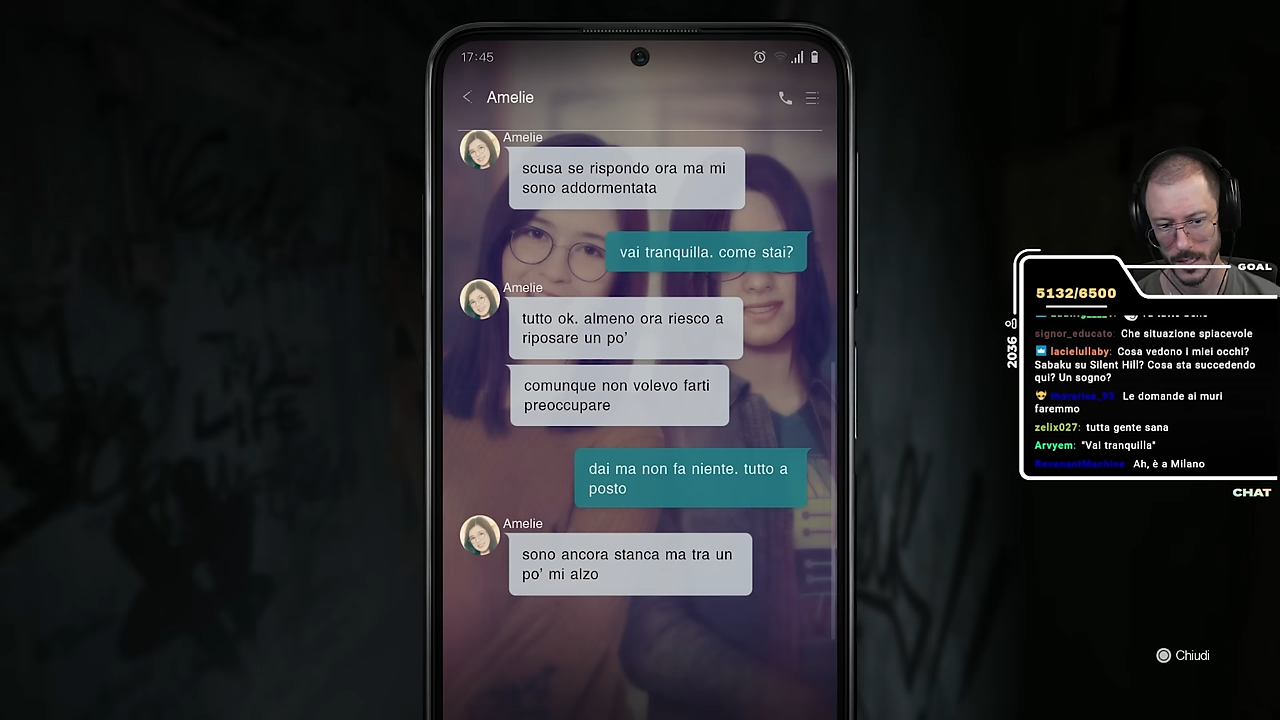 17:45
Amelie
Amelie
scusa se rispondo ora ma mi
sono addormentata
vai tranquilla. come stai?
Amelie
tutto ok. almeno ora riesco a
riposare un po'
comunque non volevo farti
preoccupare
dai ma non fa niente. tutto a
posto
Amelie
sono ancora stanca ma tra un
po' mi alzo
GOAL
5132/6500
2036
signor_educato: Che situazione spiacevole
lacielullaby: Cosa vedono i miei occhi?
Sabaku su Silent Hill? Cosa sta succedendo
qui? Un sogno?
Le domande ai muri
faremmo
zelix027: tutta gente sana
Arvyem: "Vai tranquilla"
RevenantMachine Ah, è a Milano
CHAT
Chiudi